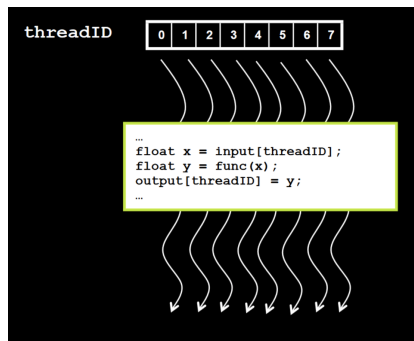 threadID 0 1 2 3 4 5 6 7
…
float x = input[threadID];
float y = func(x);
output[threadID] = y;
…